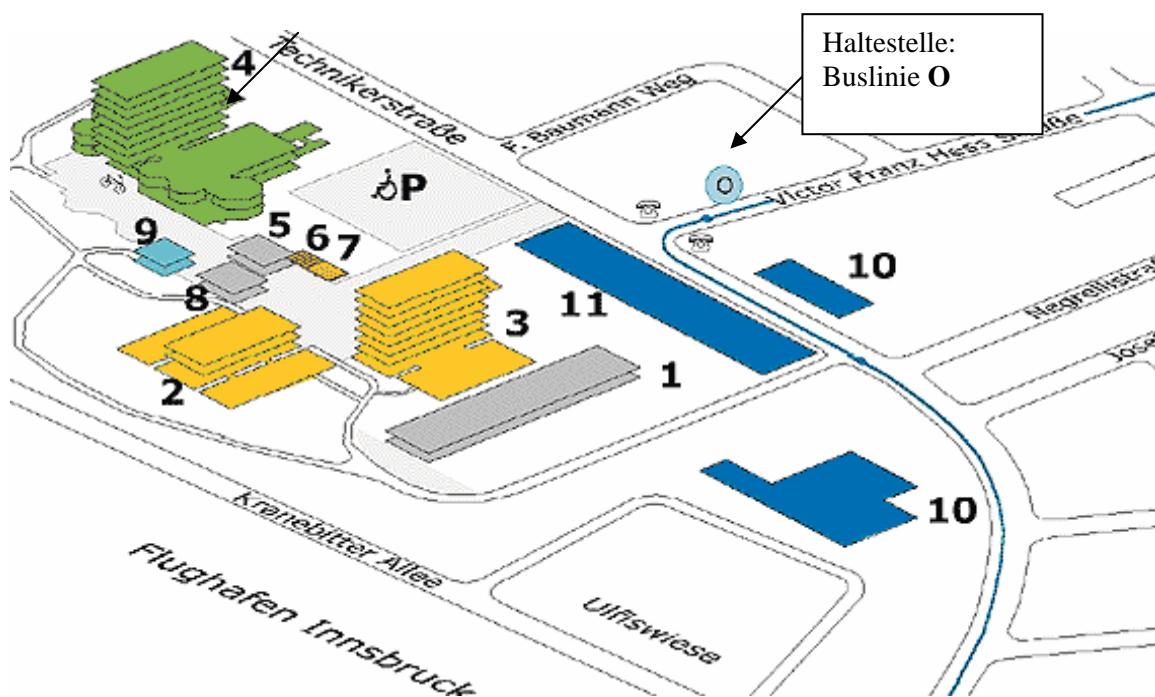 Haltestelle:
Buslinie O
4
Technikerstraße
F. Baumann Weg
O
Victor Franz Hess Straße
P
5
6
7
9
8
10
11
3
2
1
10
Kranebitter Allee
Flughafen Innsbruck
Ulfiswiese